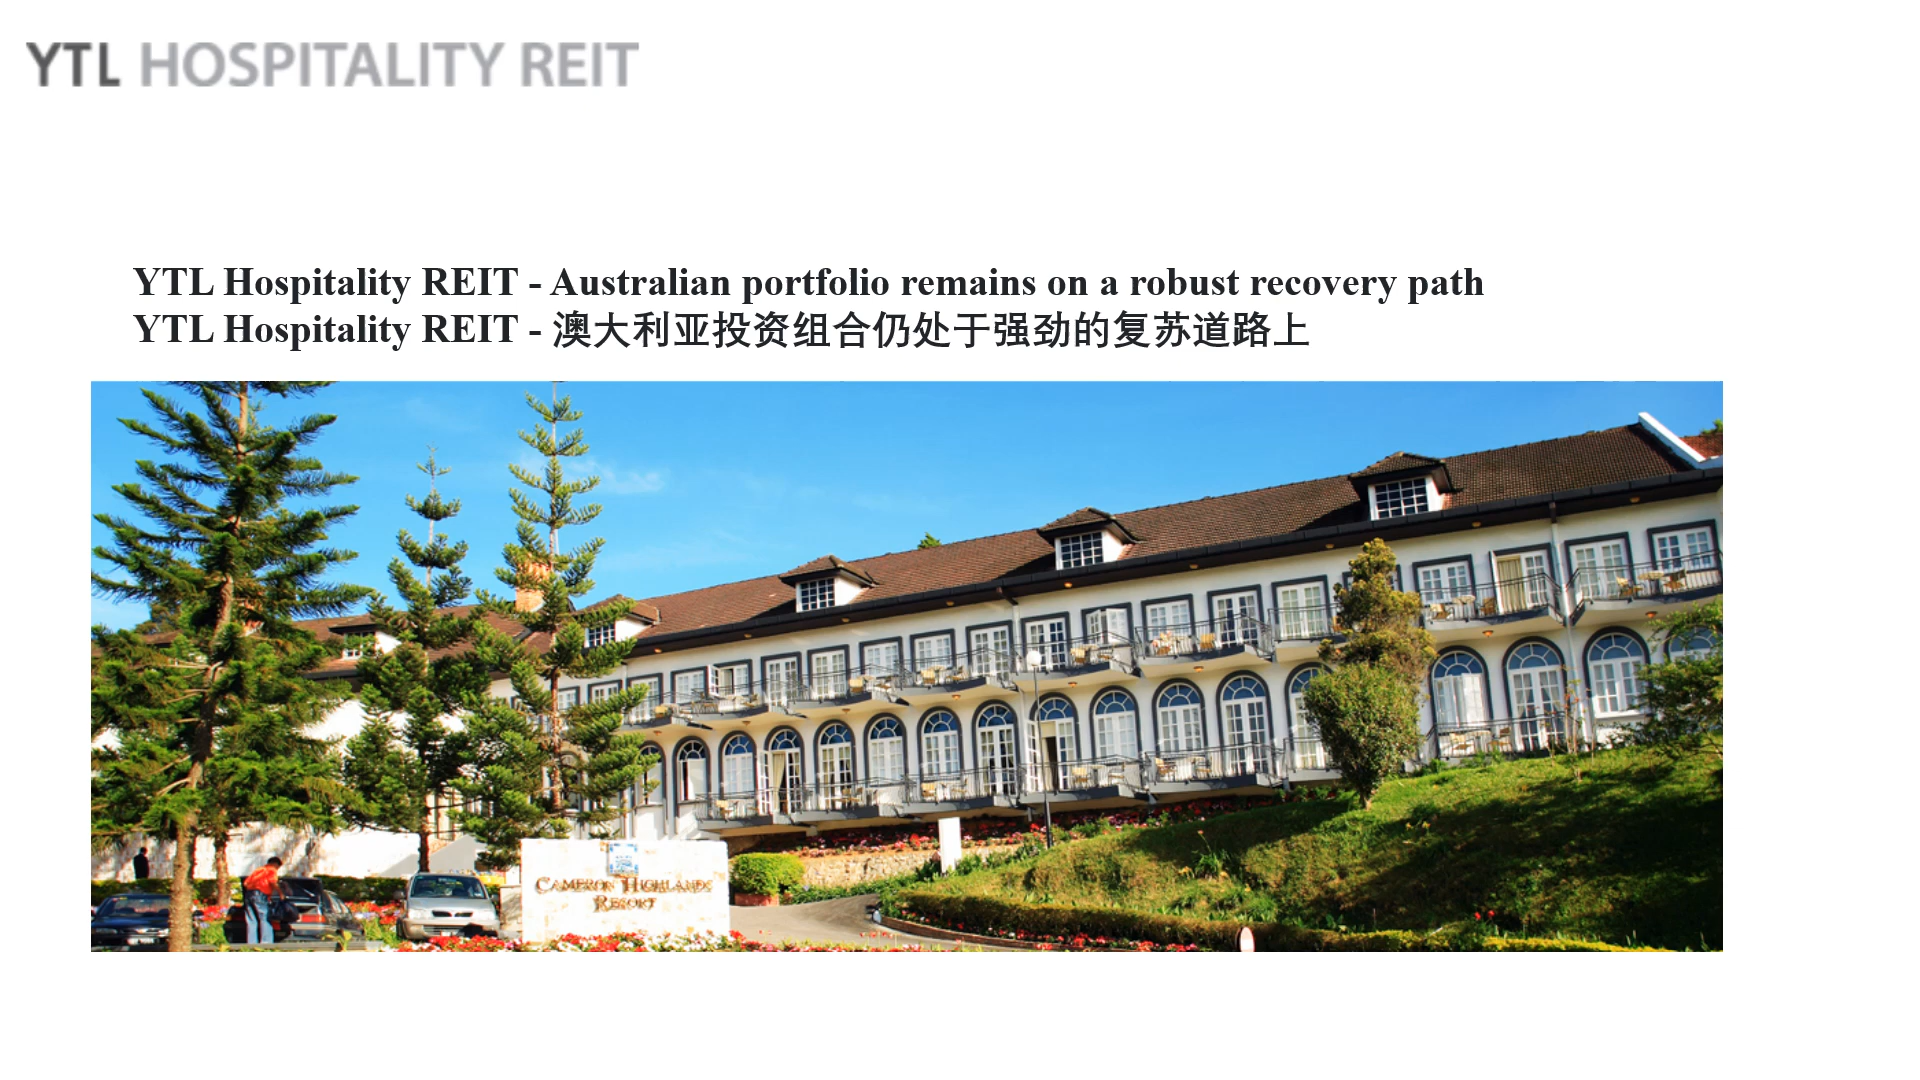 YTL HOSPITALITY REIT
YTL Hospitality REIT - Australian portfolio remains on a robust recovery path
YTL Hospitality REIT - 澳大利亚投资组合仍处于强劲的复苏道路上
CAMERON HIGHLANDS
RESORT